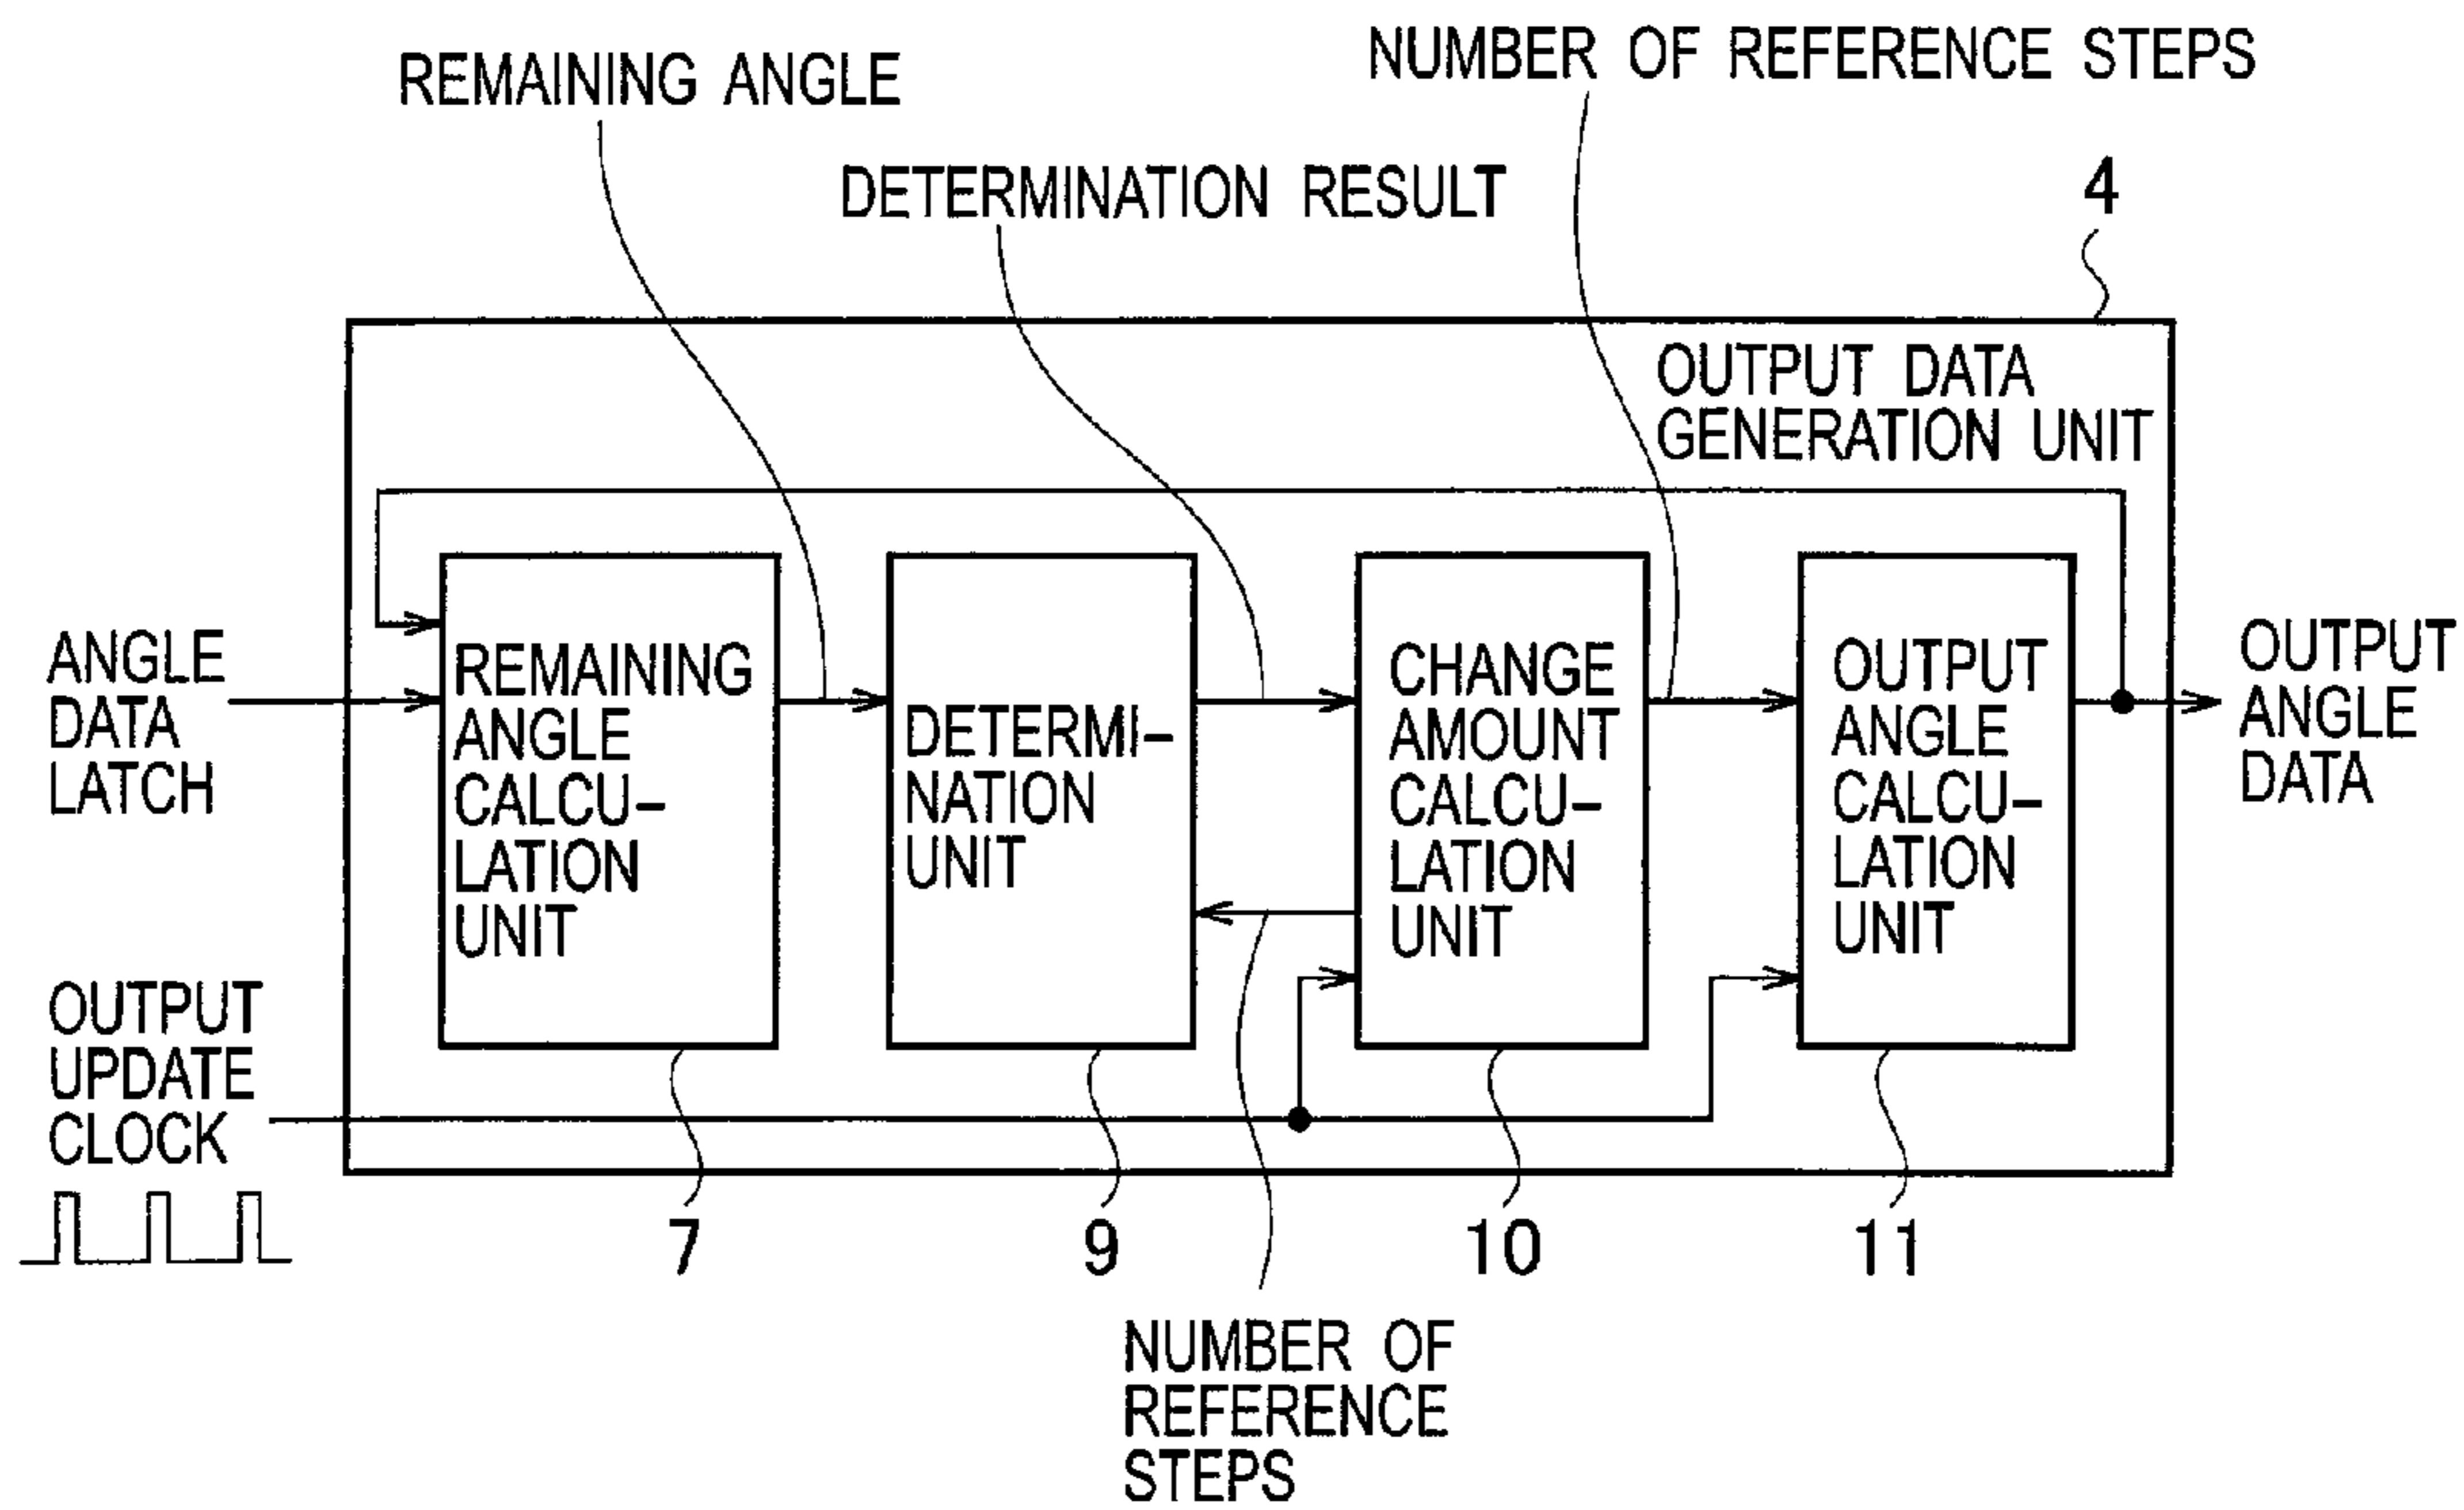 NUMBER OF REFERENCE STEPS
REMAINING ANGLE
DETERMINATION RESULT
4
OUTPUT DATA
GENERATION UNIT
ANGLE
DATA
LATCH
REMAINING
ANGLE
CALCU-
LATION
UNIT
DETERMI-
NATION
UNIT
CHANGE
AMOUNT
CALCU-
LATION
UNIT
OUTPUT
ANGLE
CALCU-
LATION
UNIT
OUTPUT
ANGLE
DATA
OUTPUT
UPDATE
CLOCK
7
9
10
11
NUMBER OF
REFERENCE
STEPS